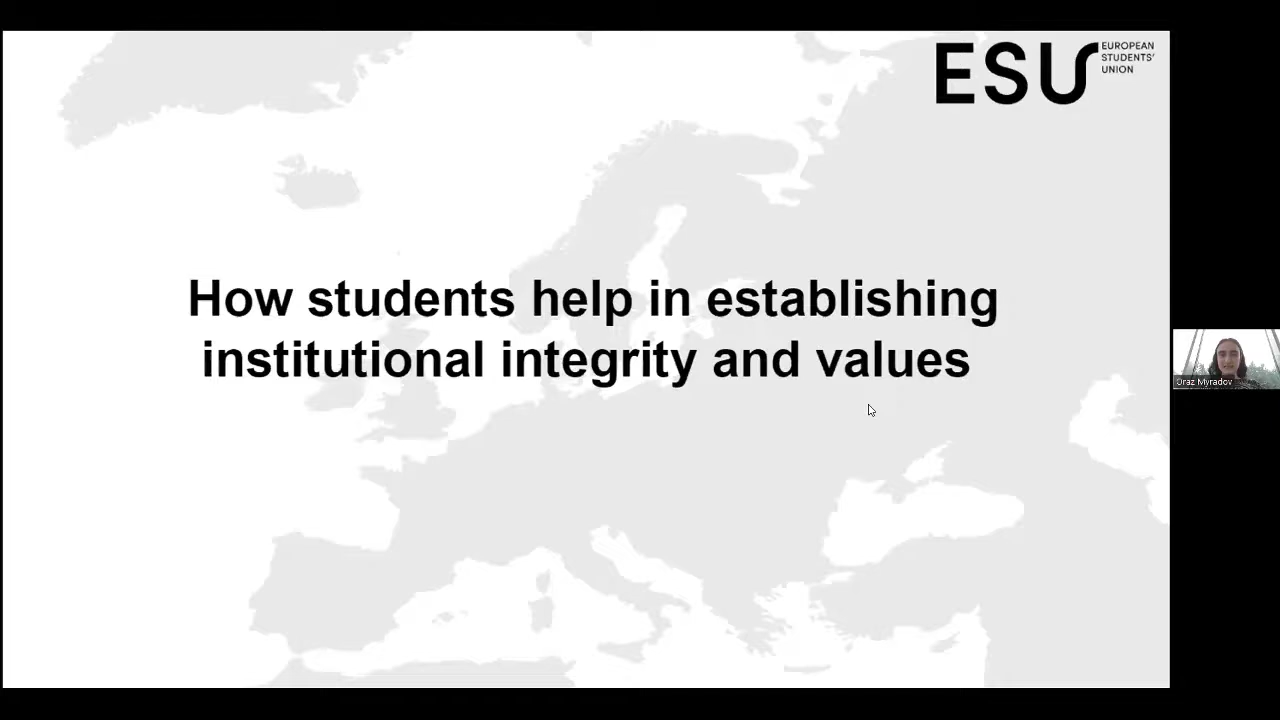 ESU
EUROPEAN
STUDENTS'
UNION
How students help in establishing
institutional integrity and values
Oraz Myradov